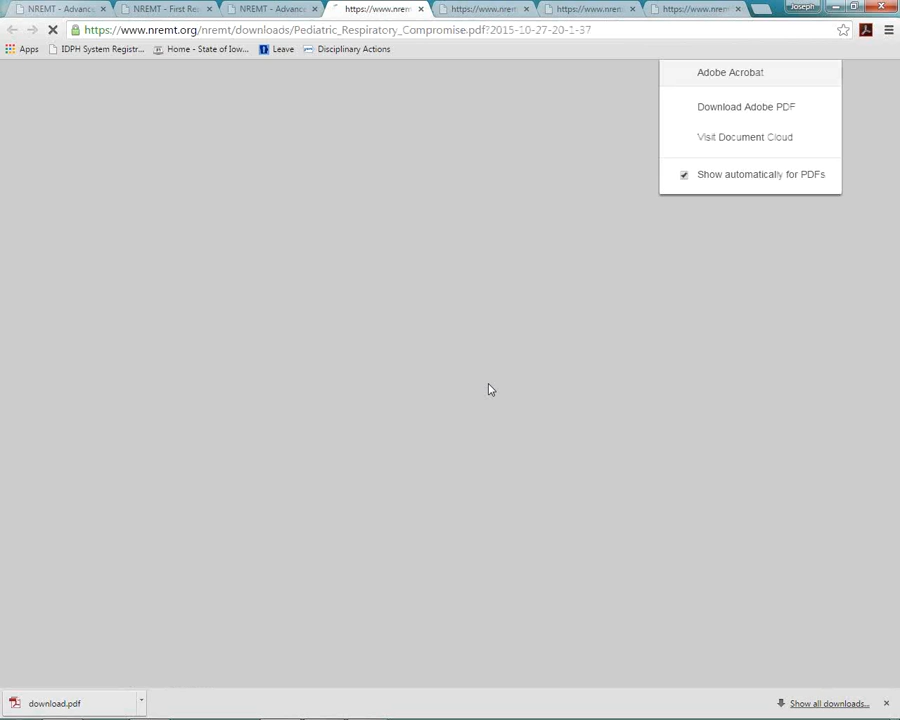 NREMT - Advanc
NREMT - First Re
NREMT - Advanc
https://www.nrem
https://www.nremt
https://www.nrem
https://www.nremt
Joseph
https://www.nremt.org/nremt/downloads/Pediatric_Respiratory_Compromise.pdf?2015-10-27-20-1-37
Apps
IDPH System Registr...
Home - State of Iow...
Leave
Disciplinary Actions
Adobe Acrobat
Download Adobe PDF
Visit Document Cloud
Show automatically for PDFs
download.pdf
Show all downloads...